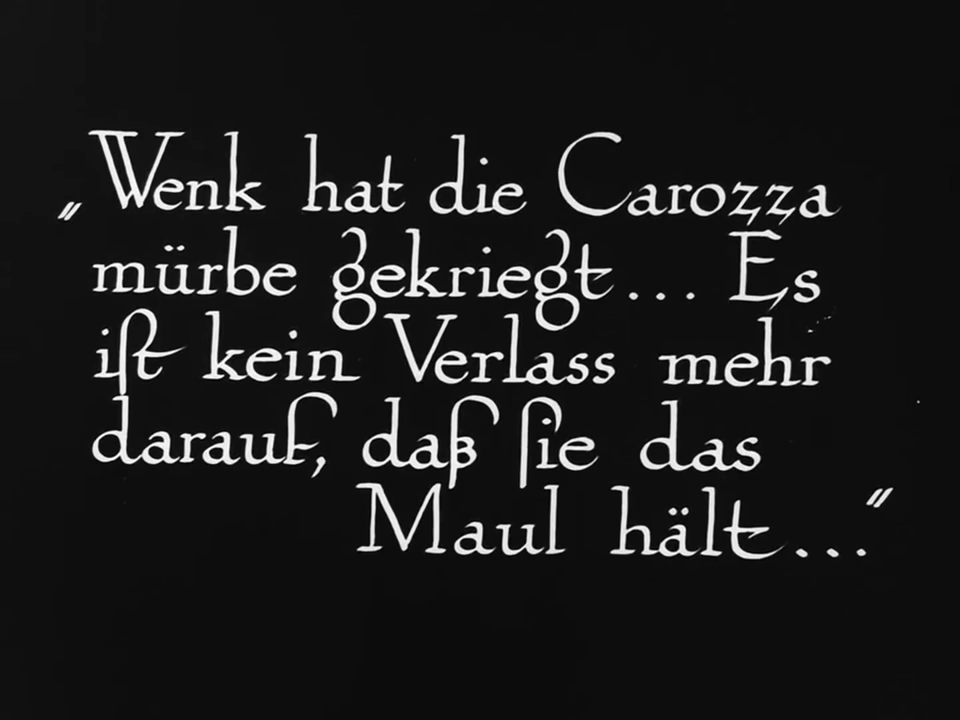 „Wenk hat die Carozza
mürbe gekriegt... Es
iſt kein Verlass mehr
darauf, daß ſie das
Maul hält..."